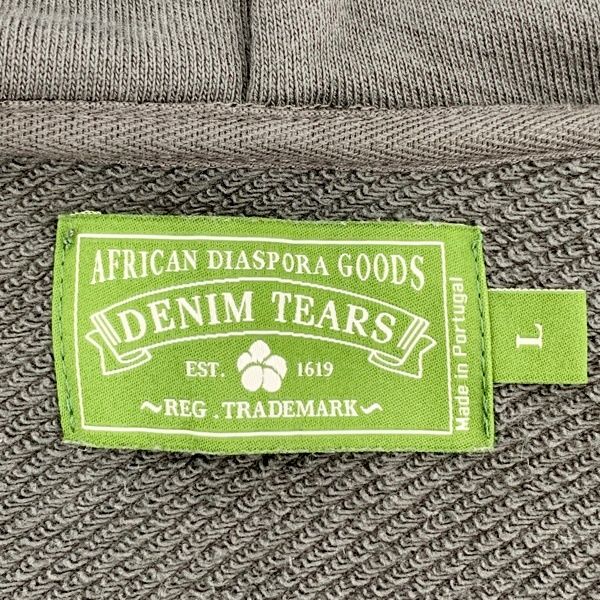 AFRICAN DIASPORA GOODS
DENIM TEARS
EST. 1619
~REG.TRADEMARK~
Made in Portugal
L